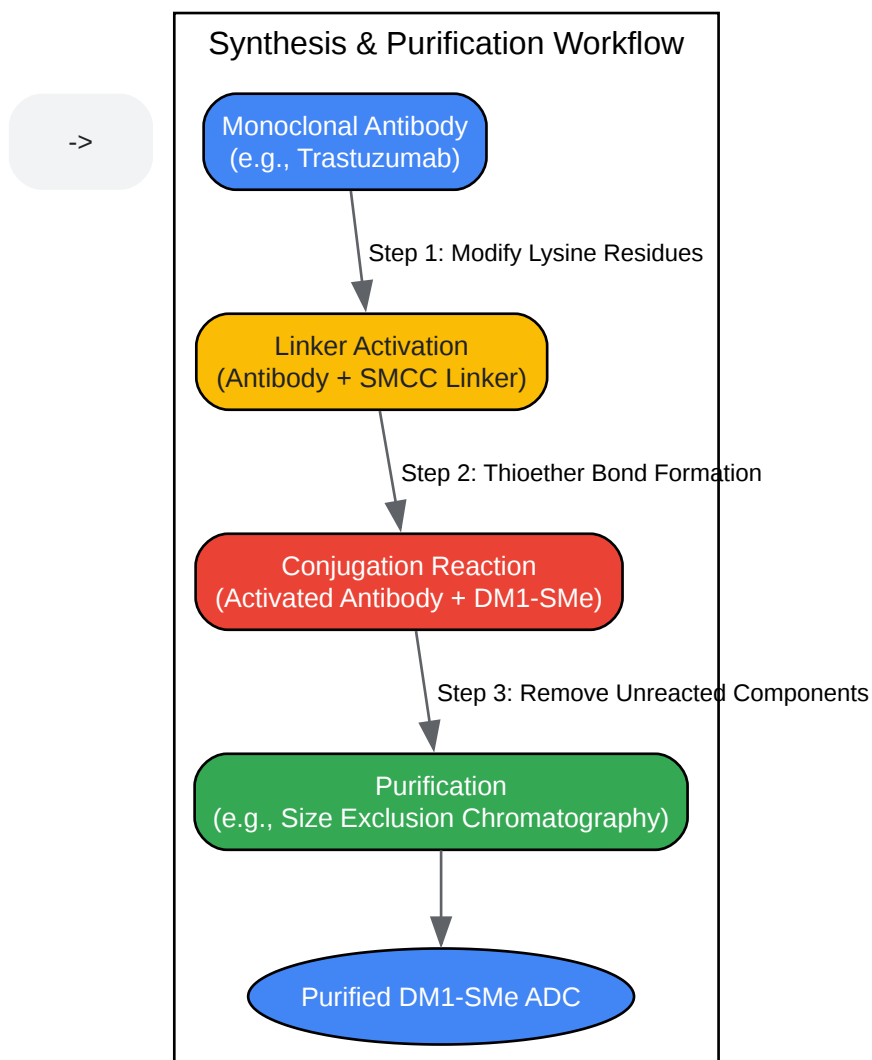 Synthesis & Purification Workflow
->
Monoclonal Antibody
(e.g., Trastuzumab)
Step 1: Modify Lysine Residues
Linker Activation
(Antibody + SMCC Linker)
Step 2: Thioether Bond Formation
Conjugation Reaction
(Activated Antibody + DM1-SMe)
Step 3: Remove Unreacted Components
Purification
(e.g., Size Exclusion Chromatography)
Purified DM1-SMe ADC